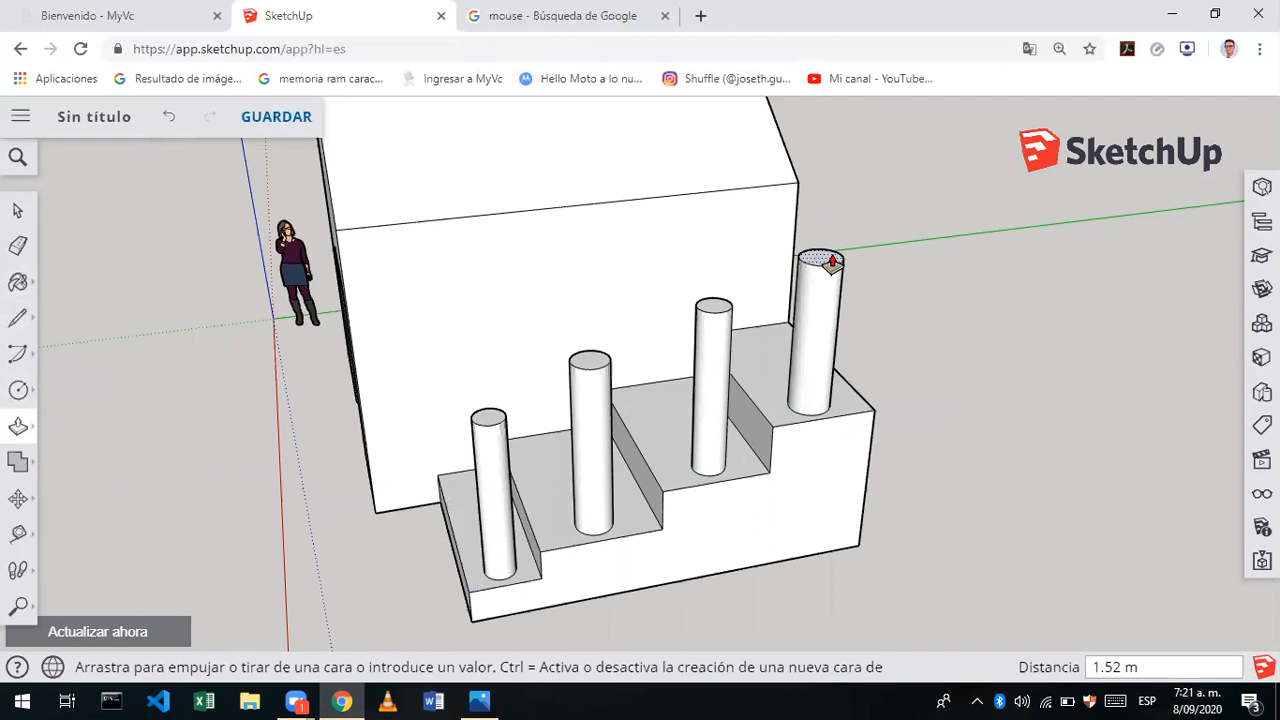 Bienvenido - MyVc
SketchUp
mouse - Búsqueda de Google
https://app.sketchup.com/app?hl=es
Aplicaciones
Resultado de imáge...
memoria ram carac...
Ingresar a MyVc
Hello Moto a lo nu...
Shuffle (@joseth.gu...
Mi canal - YouTube...
Sin título
GUARDAR
SketchUp
Actualizar ahora
Arrastra para empujar o tirar de una cara o introduce un valor. Ctrl = Activa o desactiva la creación de una nueva cara de
Distancia
1.52 m
1
ESP
7:21 a. m.
8/09/2020
3